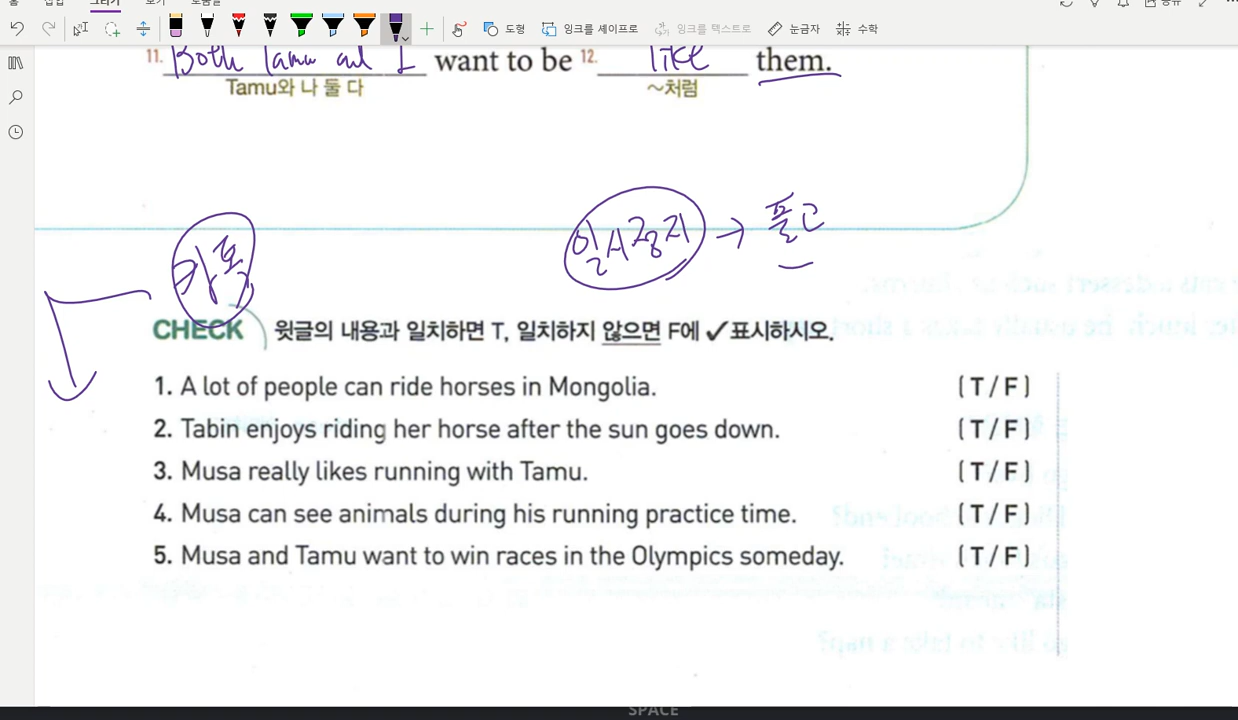 도형 잉크를 셰이프로 잉크를 텍스트로 눈금자 수학
11. Both Tamu and I want to be 12. like them.
Tamu와 나 둘 다 ~처럼
일시정지 → 풀고
카톡
CHECK 윗글의 내용과 일치하면 T, 일치하지 않으면 F에 ✓표시하시오.
1. A lot of people can ride horses in Mongolia. ( T / F )
2. Tabin enjoys riding her horse after the sun goes down. ( T / F )
3. Musa really likes running with Tamu. ( T / F )
4. Musa can see animals during his running practice time. ( T / F )
5. Musa and Tamu want to win races in the Olympics someday. ( T / F )
SPACE